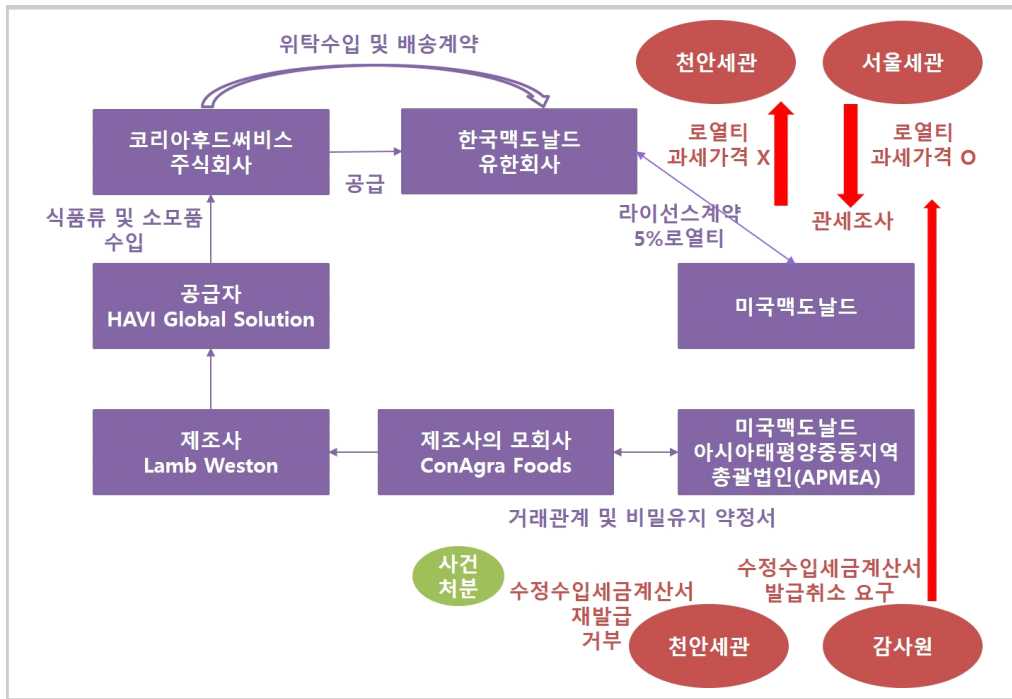 위탁수입 및 배송계약
천안세관
서울세관
코리아후드써비스
주식회사
한국맥도날드
유한회사
공급
로열티
과세가격 X
로열티
과세가격 O
식품류 및 소모품
수입
라이선스계약
5%로열티
관세조사
공급자
HAVI Global Solution
미국맥도날드
제조사
Lamb Weston
제조사의 모회사
ConAgra Foods
미국맥도날드
아시아태평양중동지역
총괄법인(APMEA)
거래관계 및 비밀유지 약정서
사건
처분
수정수입세금계산서
재발급
거부
수정수입세금계산서
발급취소 요구
천안세관
감사원